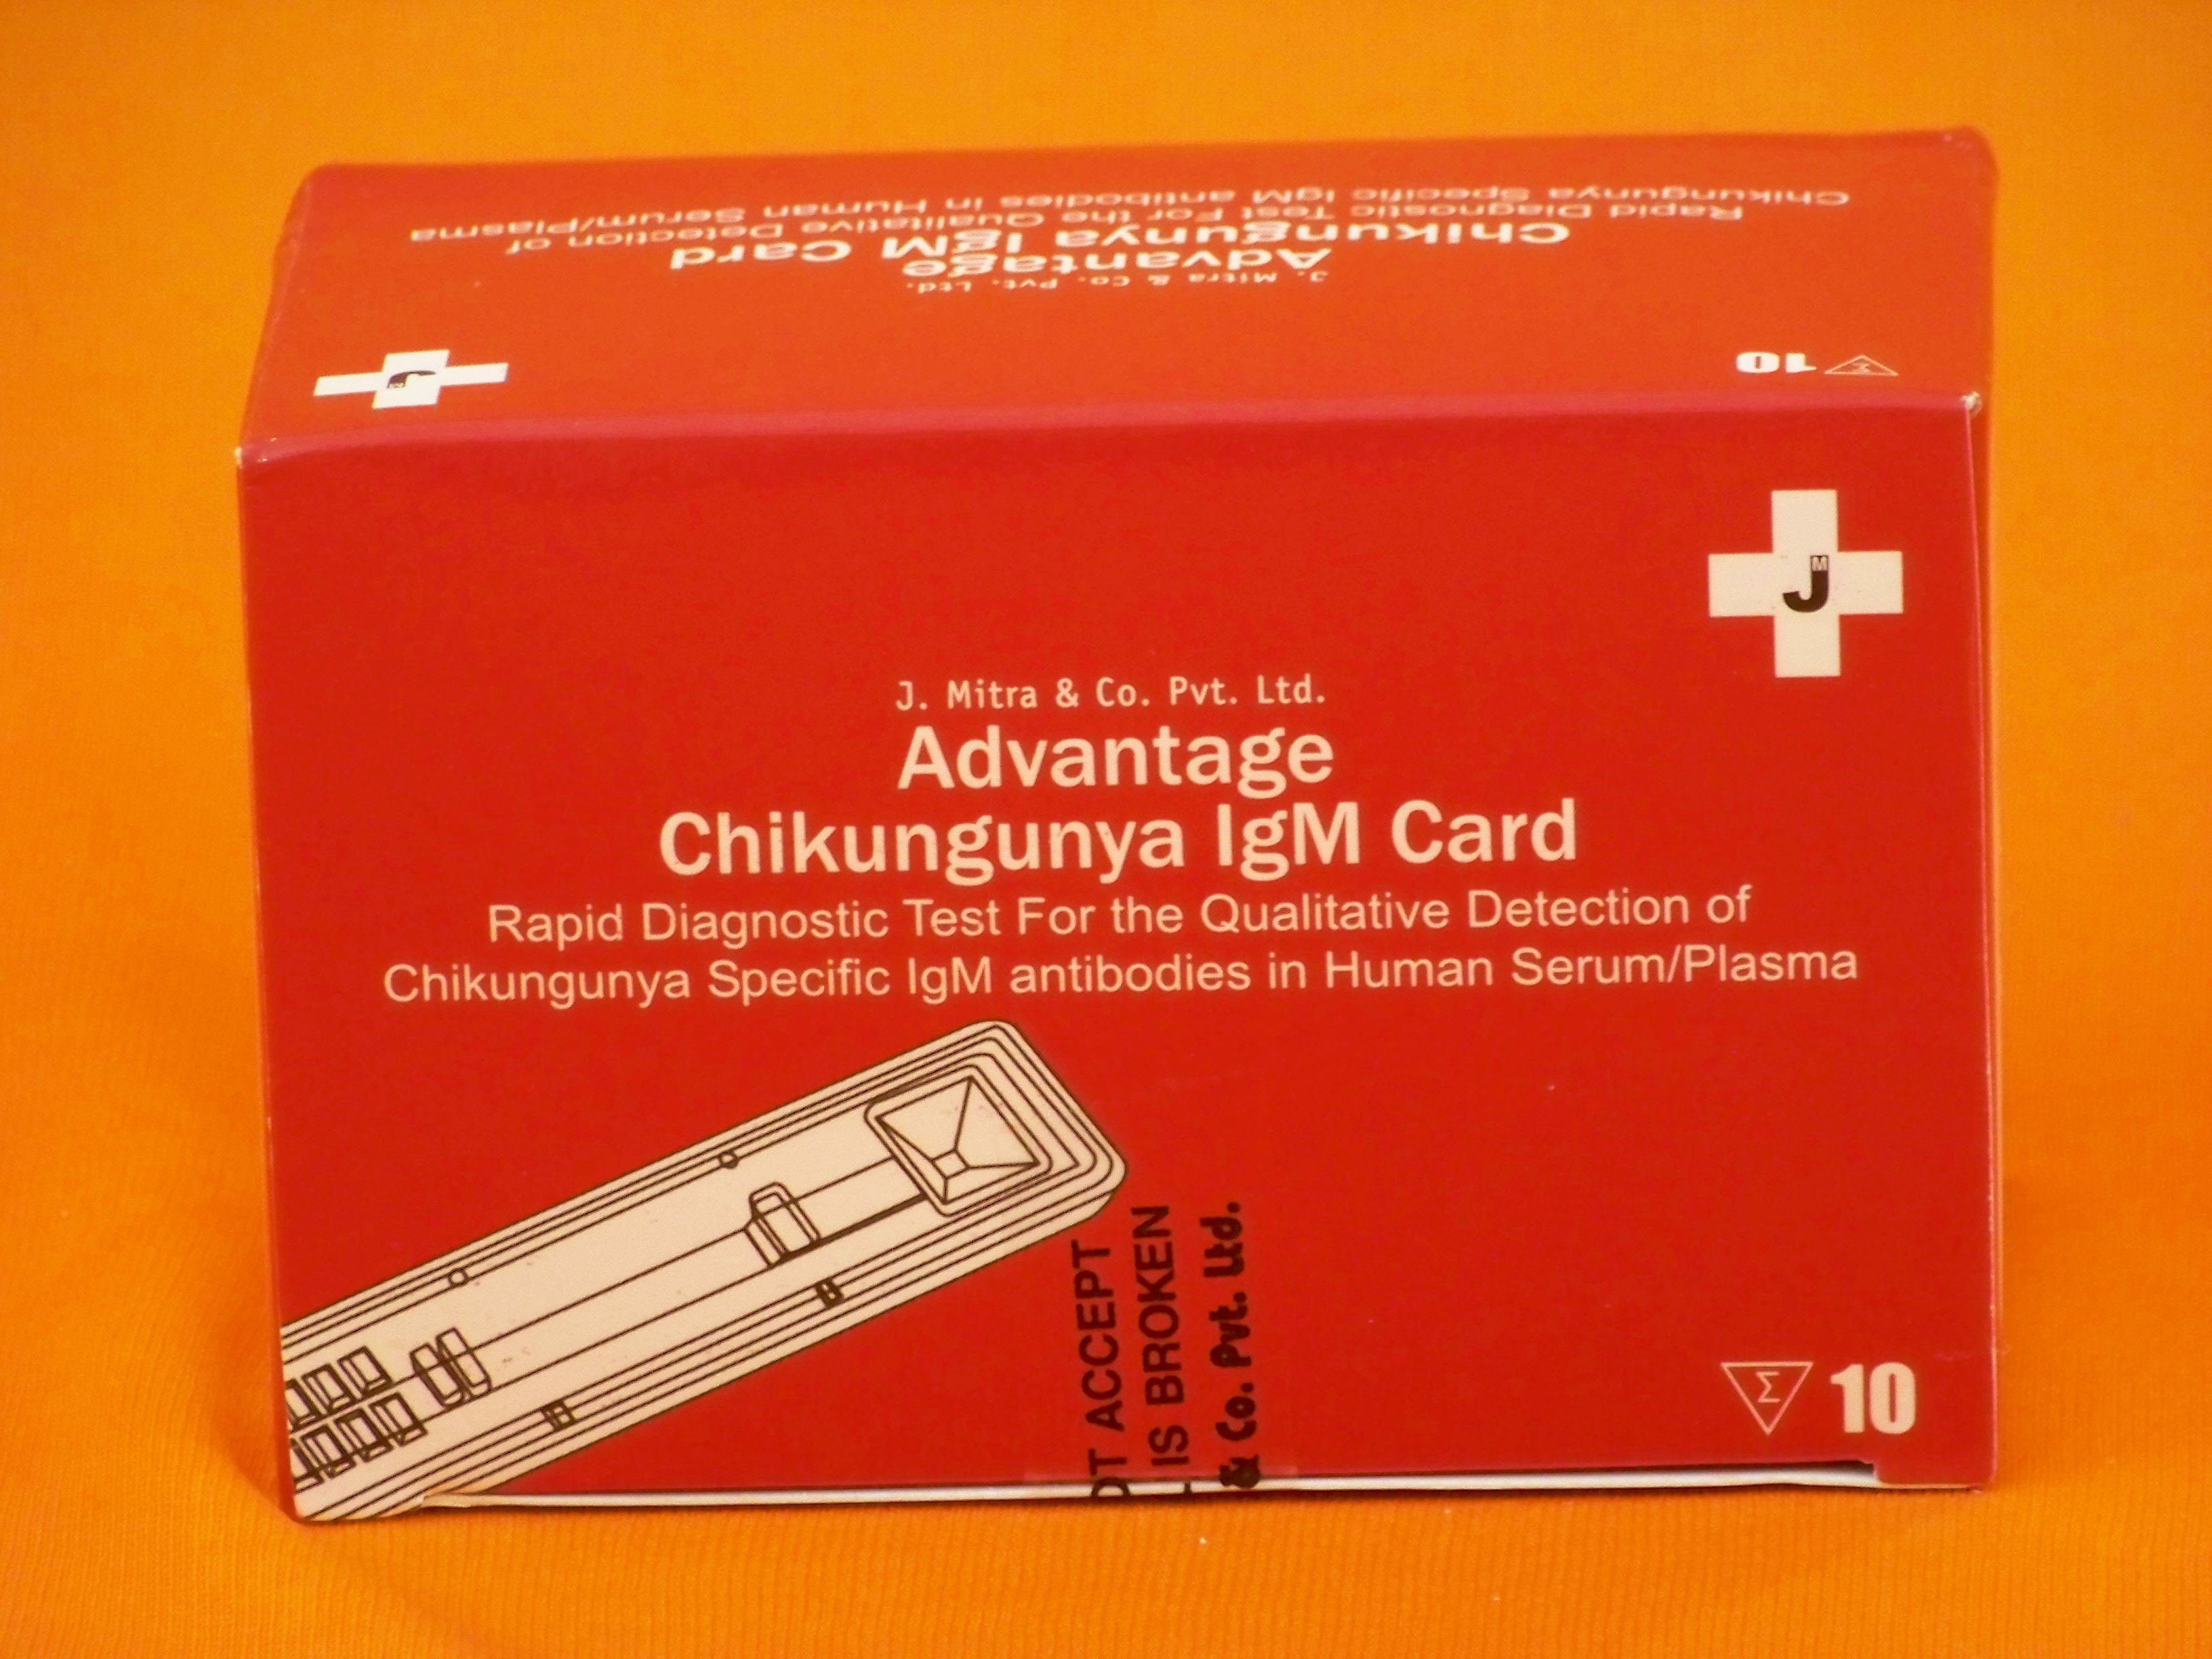 Chikungunya Specific IgM antibodies in Human Serum/Plasma
Rapid Diagnostic Test For the Qualitative Detection of
Chikungunya IgM Card
Advantage
J. Mitra & Co. Pvt. Ltd.
Σ 10
J
JM
J. Mitra & Co. Pvt. Ltd.
Advantage
Chikungunya IgM Card
Rapid Diagnostic Test For the Qualitative Detection of
Chikungunya Specific IgM antibodies in Human Serum/Plasma
ACCEPT
IS BROKEN
& Co. Pvt. Ltd.
Σ 10